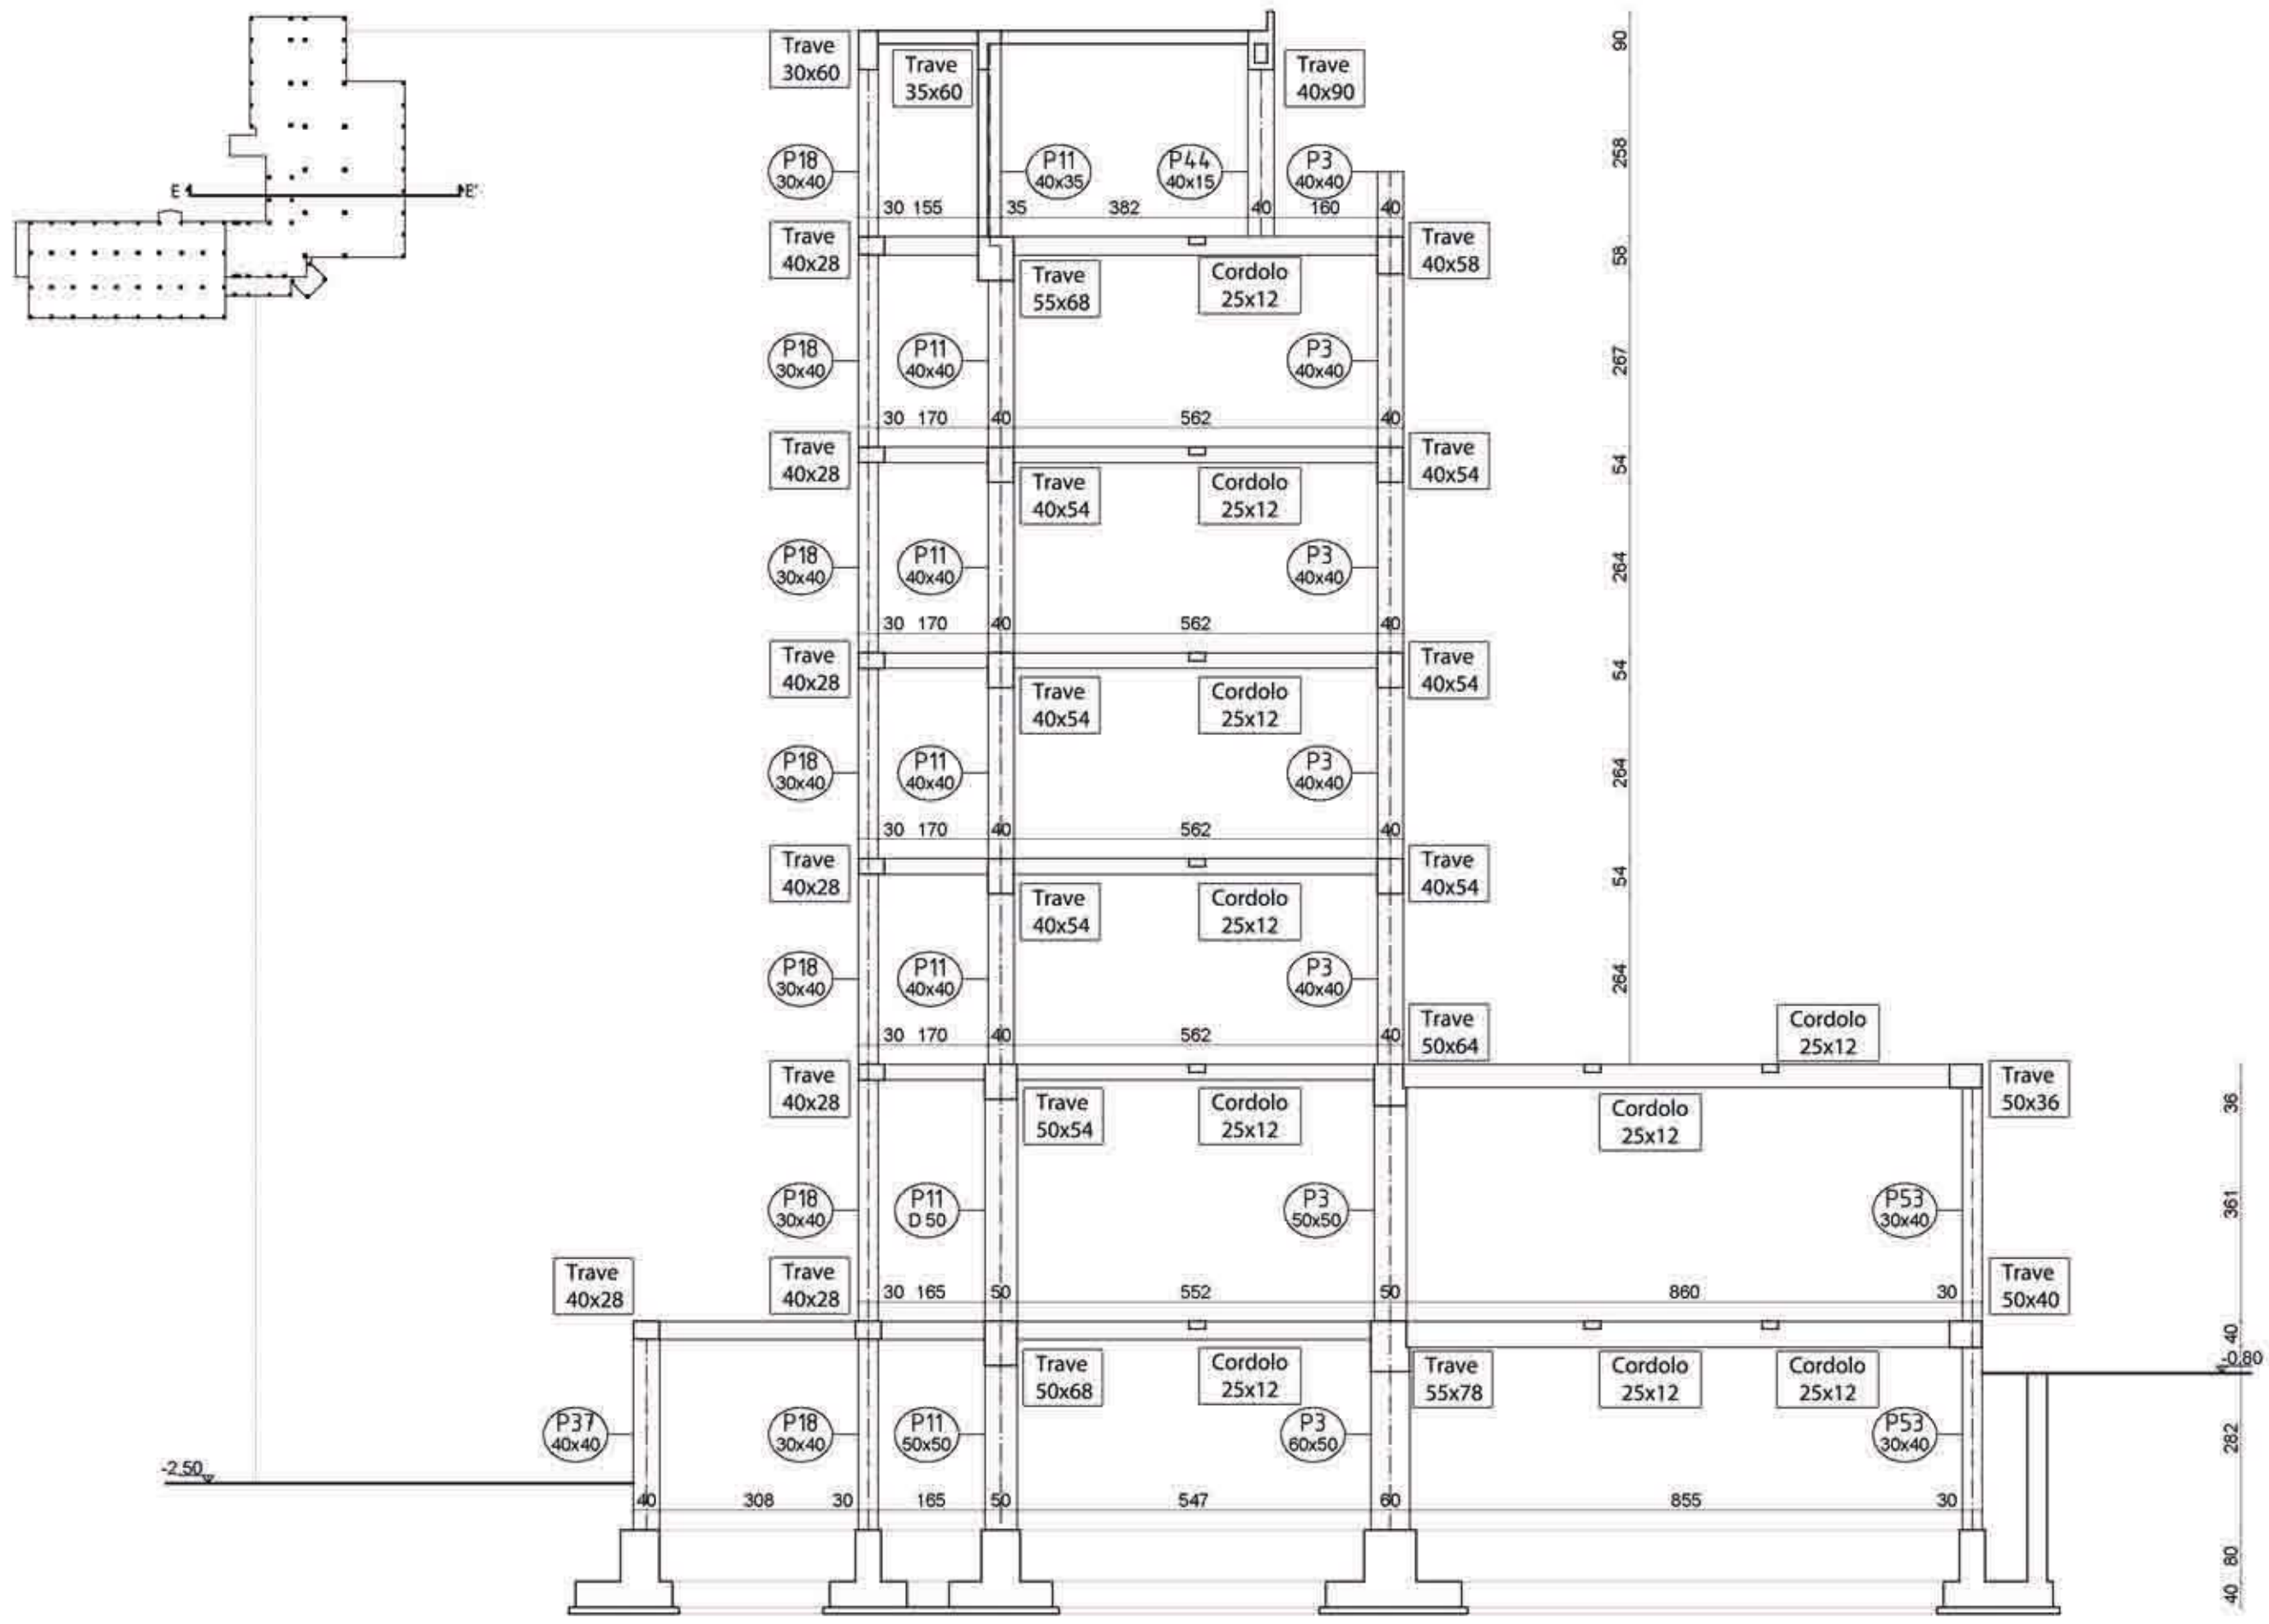 Trave
30x60
Trave
35x60
Trave
40x90
90
P18
30x40
P11
40x35
P44
40x15
P3
40x40
258
E
E'
30 155 35 382 40 160 40
Trave
40x28
Trave
40x58
58
Trave
55x68
Cordolo
25x12
P18
30x40
P11
40x40
P3
40x40
267
30 170 40 562 40
Trave
40x28
Trave
40x54
54
Trave
40x54
Cordolo
25x12
P18
30x40
P11
40x40
P3
40x40
264
30 170 40 562 40
Trave
40x28
Trave
40x54
54
Trave
40x54
Cordolo
25x12
P18
30x40
P11
40x40
P3
40x40
264
30 170 40 562 40
Trave
40x28
Trave
40x54
54
Trave
40x54
Cordolo
25x12
P18
30x40
P11
40x40
P3
40x40
264
30 170 40 562 40
Trave
50x64
Cordolo
25x12
Trave
40x28
Trave
50x54
Cordolo
25x12
Cordolo
25x12
Trave
50x36
36
P18
30x40
P11
D 50
P3
50x50
P53
30x40
361
Trave
40x28
Trave
40x28
30 165 50 552 50 860 30
Trave
50x40
40
-0.80
Trave
50x68
Cordolo
25x12
Trave
55x78
Cordolo
25x12
Cordolo
25x12
P37
40x40
P18
30x40
P11
50x50
P3
60x50
P53
30x40
282
-2.50
40 308 30 165 50 547 60 855 30
80
40